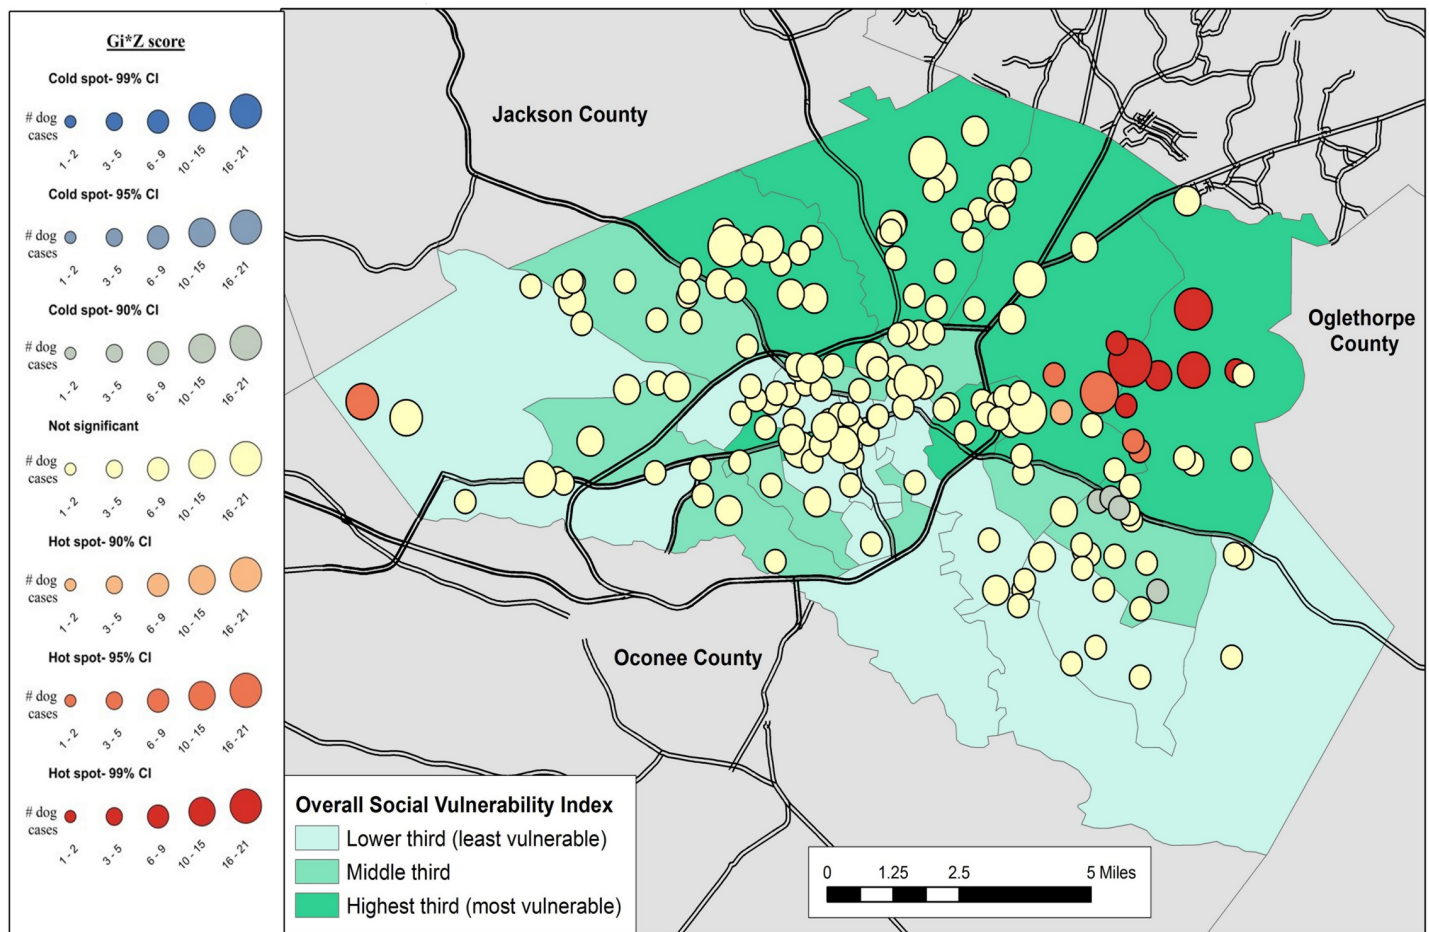 Gi*Z score
Cold spot- 99% CI
# dog
cases
1 - 2
3 - 5
6 - 9
10 - 15
16 - 21
Cold spot- 95% CI
# dog
cases
1 - 2
3 - 5
6 - 9
10 - 15
16 - 21
Cold spot- 90% CI
# dog
cases
1 - 2
3 - 5
6 - 9
10 - 15
16 - 21
Not significant
# dog
cases
1 - 2
3 - 5
6 - 9
10 - 15
16 - 21
Hot spot- 90% CI
# dog
cases
1 - 2
3 - 5
6 - 9
10 - 15
16 - 21
Hot spot- 95% CI
# dog
cases
1 - 2
3 - 5
6 - 9
10 - 15
16 - 21
Hot spot- 99% CI
# dog
cases
1 - 2
3 - 5
6 - 9
10 - 15
16 - 21
Jackson County
Oglethorpe
County
Oconee County
Overall Social Vulnerability Index
Lower third (least vulnerable)
Middle third
Highest third (most vulnerable)
0 1.25 2.5 5 Miles